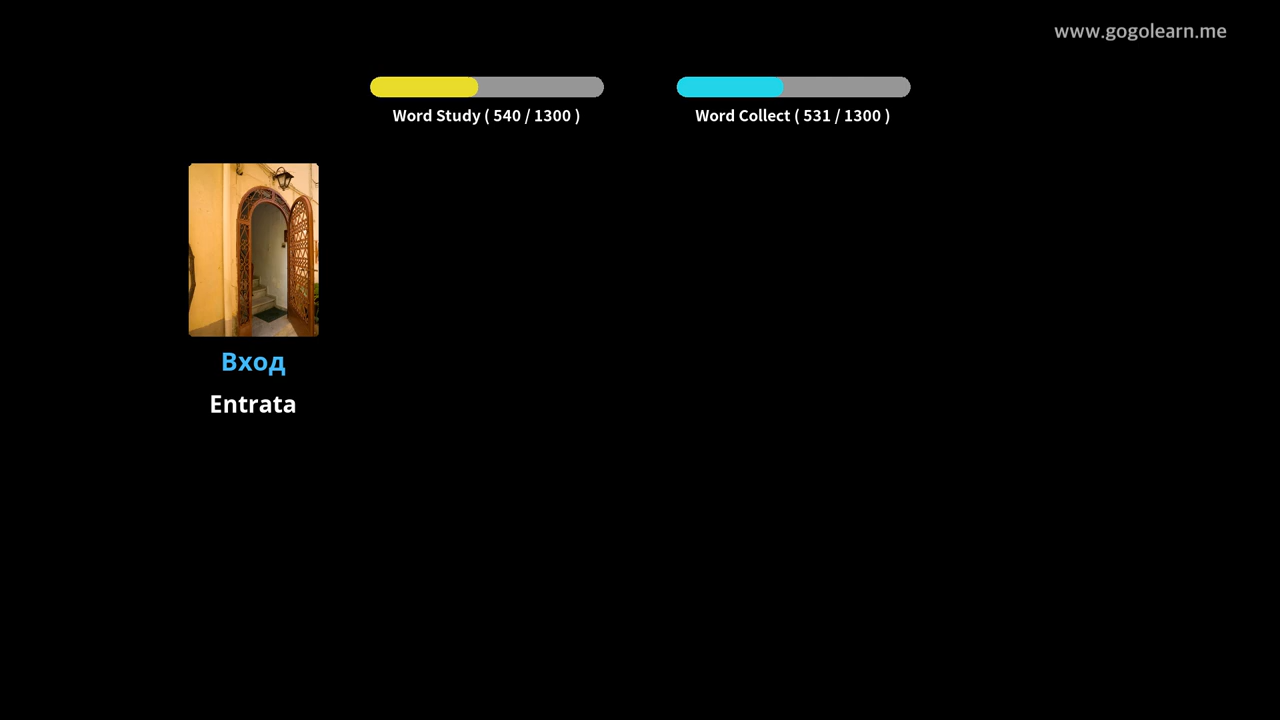 www.gogolearn.me
Word Study ( 540 / 1300 )
Word Collect ( 531 / 1300 )
Вход
Entrata